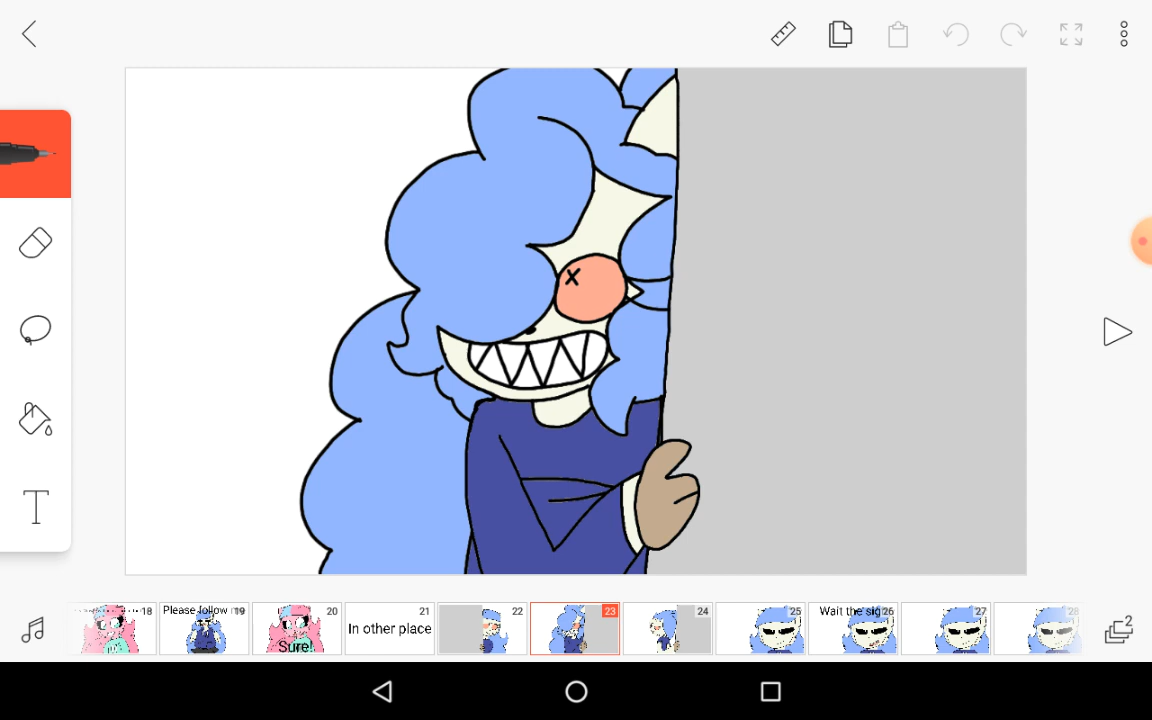 18
Please follow m 19
20
Sure!
21
In other place
22
23
24
25
Wait the sig 26
27
28
2